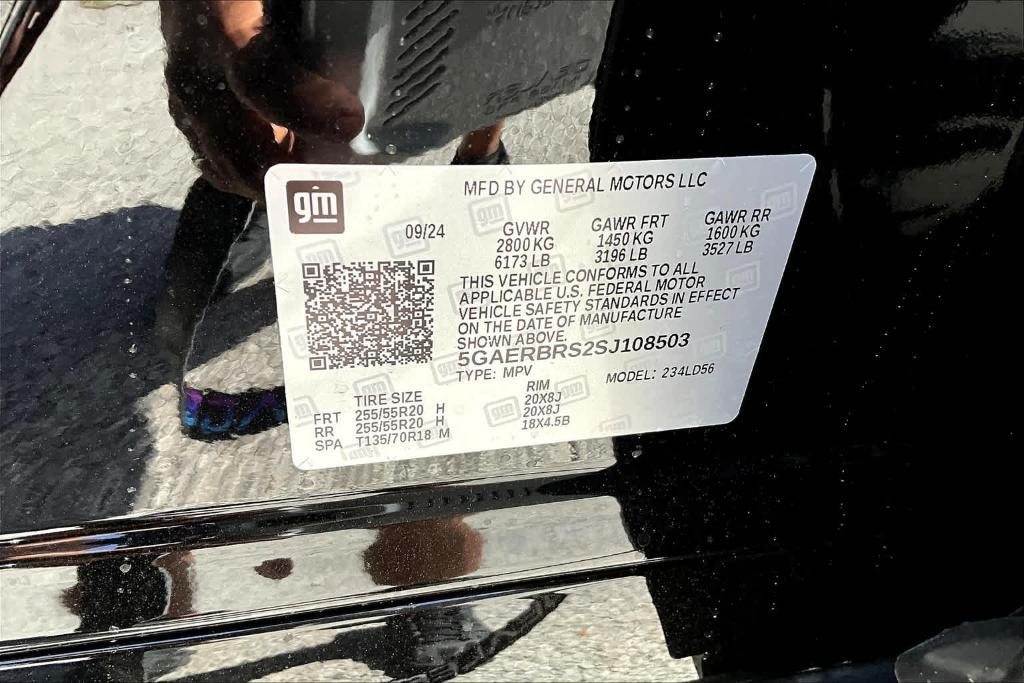 gm
MFD BY GENERAL MOTORS LLC
09/24
GVWR GAWR FRT GAWR RR
2800 KG 1450 KG 1600 KG
6173 LB 3196 LB 3527 LB
THIS VEHICLE CONFORMS TO ALL
APPLICABLE U.S. FEDERAL MOTOR
VEHICLE SAFETY STANDARDS IN EFFECT
ON THE DATE OF MANUFACTURE
SHOWN ABOVE.
5GAERBRS2SJ108503
TYPE: MPV MODEL: 234LD56
TIRE SIZE RIM
FRT 255/55R20 H 20X8J
RR 255/55R20 H 20X8J
SPA T135/70R18 M 18X4.5B